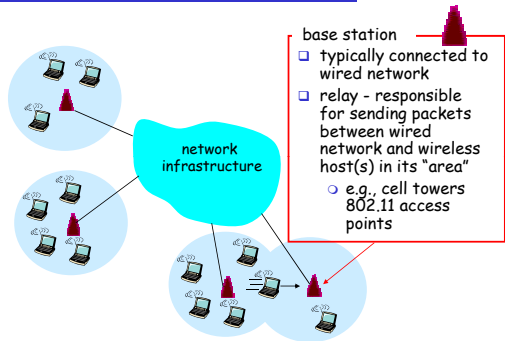 base station
typically connected to
wired network
relay - responsible
for sending packets
between wired
network and wireless
host(s) in its “area”
e.g., cell towers
802.11 access
points
network
infrastructure